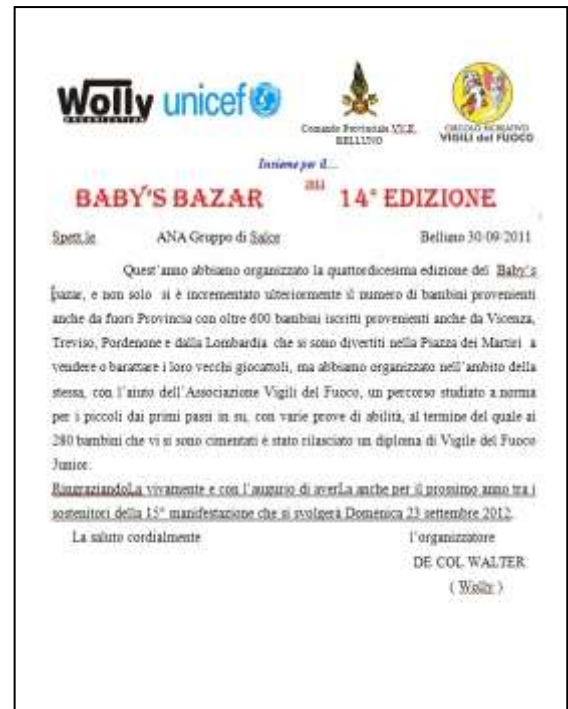 Wolly unicef
ORGANIZATION
Comando Provinciale VV.F.
BELLUNO
CIRCOLO RICREATIVO
VIGILI del FUOCO
Insieme per il...
BABY'S BAZAR 2011 14° EDIZIONE
Spett.le ANA Gruppo di Salce Belluno 30-09-2011
Quest'anno abbiamo organizzato la quattordicesima edizione del Baby's
bazar, e non solo si è incrementato ulteriormente il numero di bambini provenienti
anche da fuori Provincia con oltre 600 bambini iscritti provenienti anche da Vicenza,
Treviso, Pordenone e dalla Lombardia che si sono divertiti nella Piazza dei Martiri a
vendere o barattare i loro vecchi giocattoli, ma abbiamo organizzato nell'ambito della
stessa, con l'aiuto dell'Associazione Vigili del Fuoco, un percorso studiato a norma
per i piccoli dai primi passi in su, con varie prove di abilità, al termine del quale ai
280 bambini che vi si sono cimentati è stato rilasciato un diploma di Vigile del Fuoco
Junior.
RingraziandoLa vivamente e con l'augurio di averLa anche per il prossimo anno tra i
sostenitori della 15° manifestazione che si svolgerà Domenica 23 settembre 2012.
La saluto cordialmente l'organizzatore
DE COL WALTER
( Wolly )